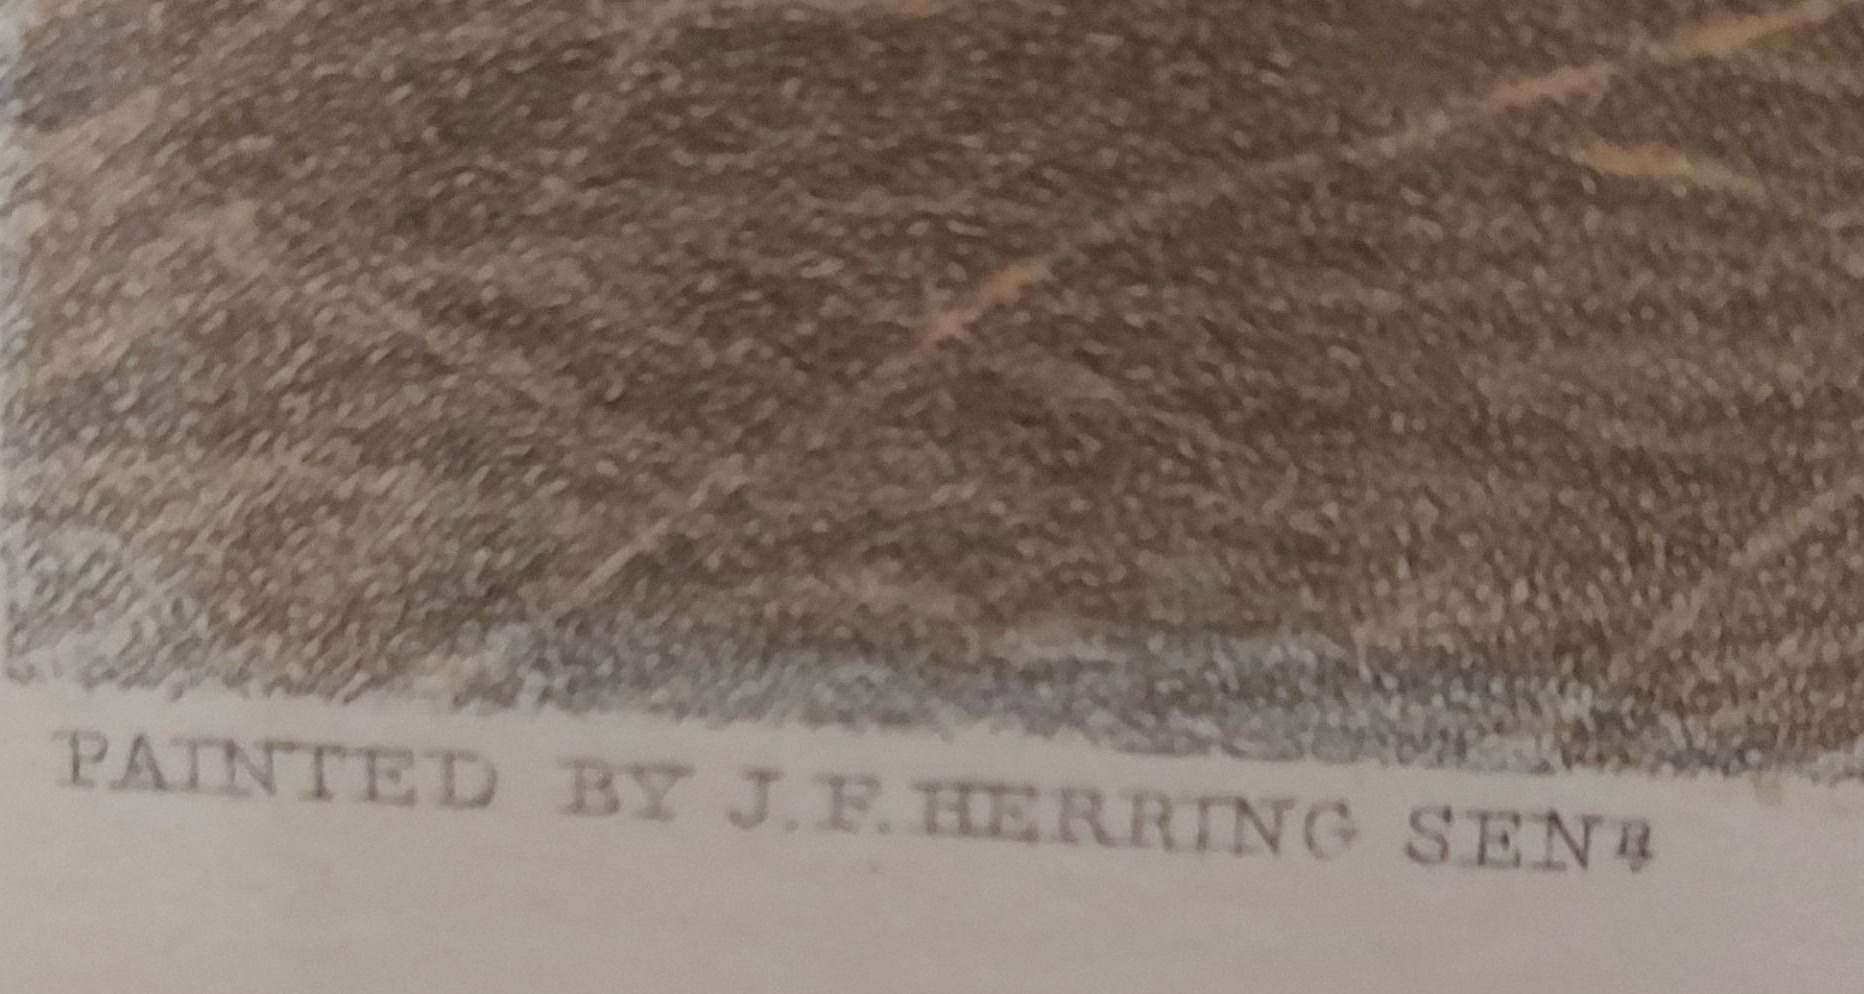 PAINTED BY J. F. HERRING SENR